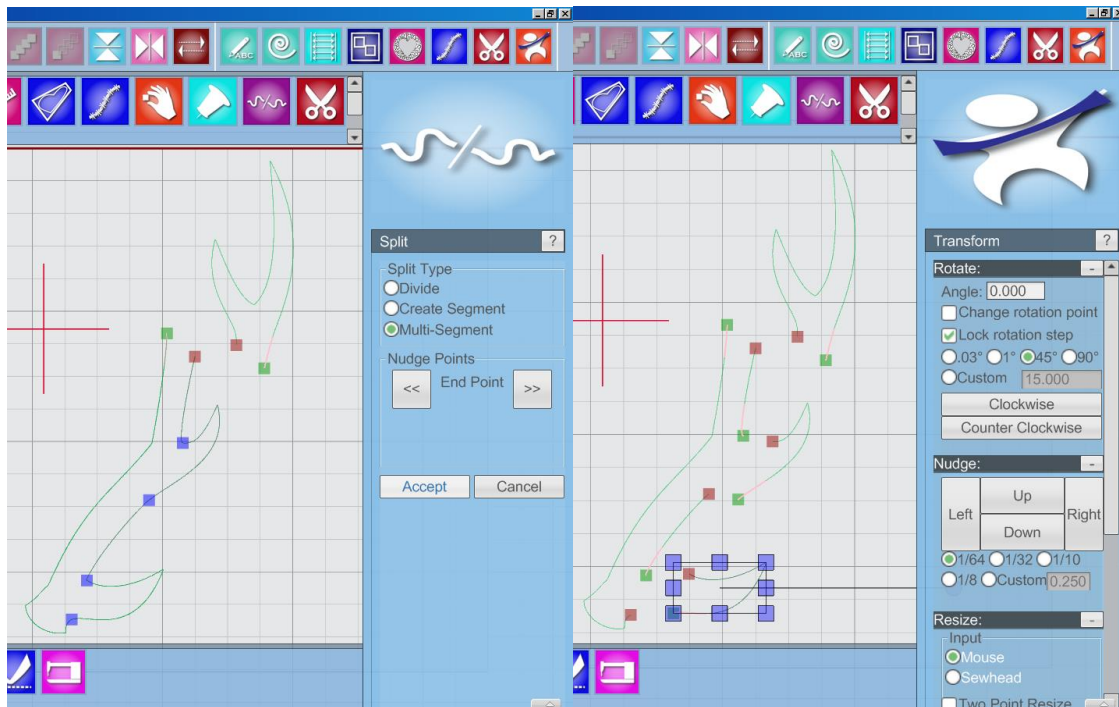 ABC
Split
?
Split Type
Divide
Create Segment
Multi-Segment
Nudge Points
<<
End Point
>>
Accept
Cancel
ABC
Transform
?
Rotate:
-
Angle: 0.000
Change rotation point
Lock rotation step
.03° 1° 45° 90°
Custom 15.000
Clockwise
Counter Clockwise
Nudge:
-
Left
Up
Down
Right
1/64 1/32 1/10
1/8 Custom 0.250
Resize:
-
Input
Mouse
Sewhead
Two Point Resize